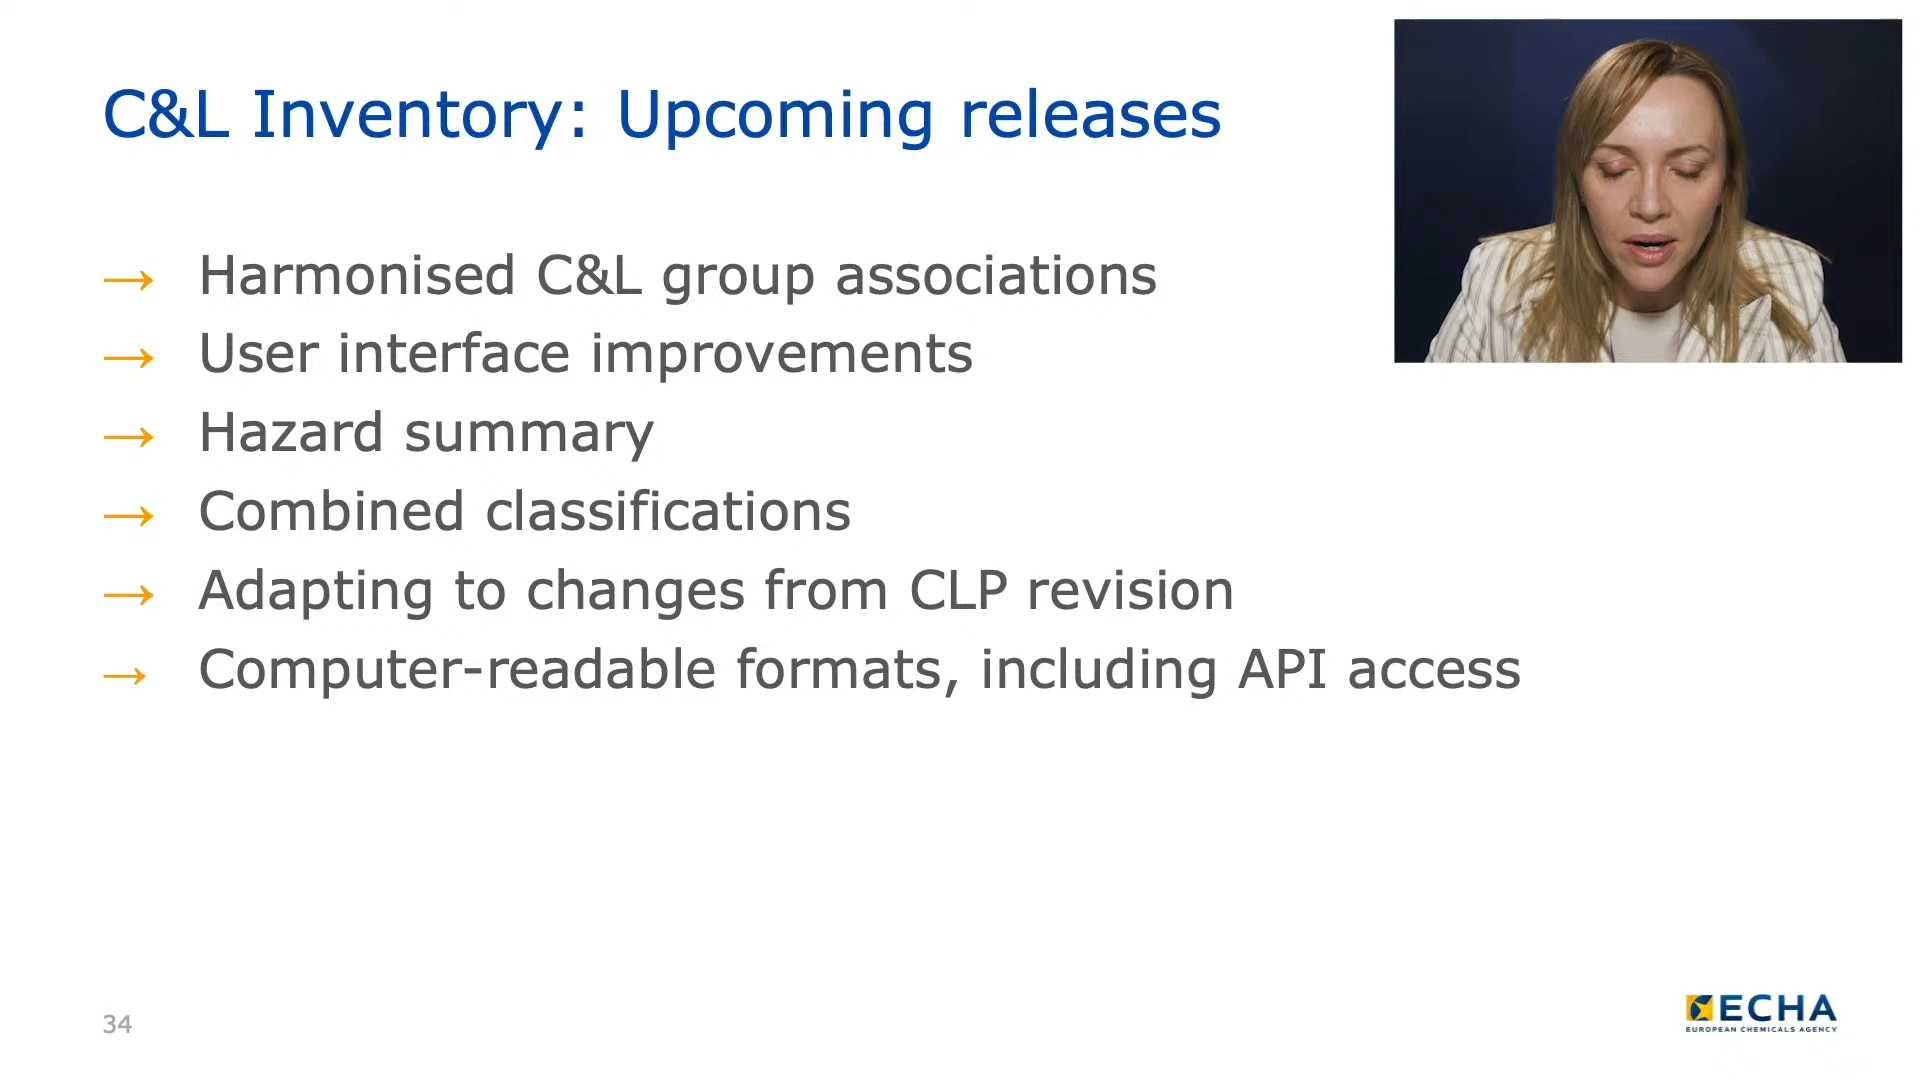 C&L Inventory: Upcoming releases
→ Harmonised C&L group associations
→ User interface improvements
→ Hazard summary
→ Combined classifications
→ Adapting to changes from CLP revision
→ Computer-readable formats, including API access
34
ECHA
EUROPEAN CHEMICALS AGENCY